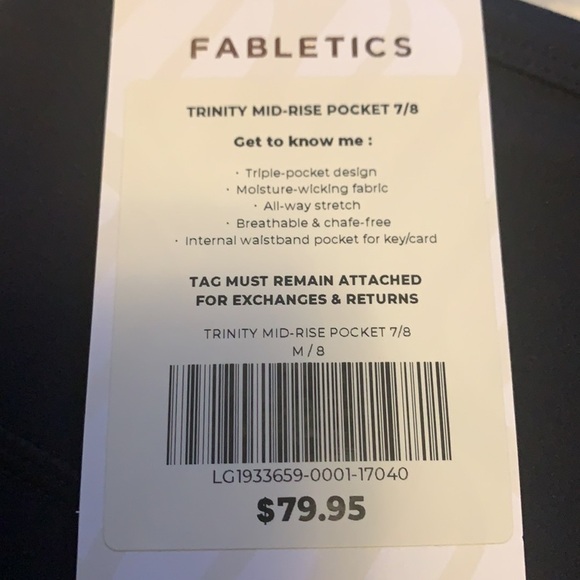 FABLETICS
TRINITY MID-RISE POCKET 7/8
Get to know me :
· Triple-pocket design
· Moisture-wicking fabric
· All-way stretch
· Breathable & chafe-free
· Internal waistband pocket for key/card
TAG MUST REMAIN ATTACHED
FOR EXCHANGES & RETURNS
TRINITY MID-RISE POCKET 7/8
M / 8
LG1933659-0001-17040
$79.95